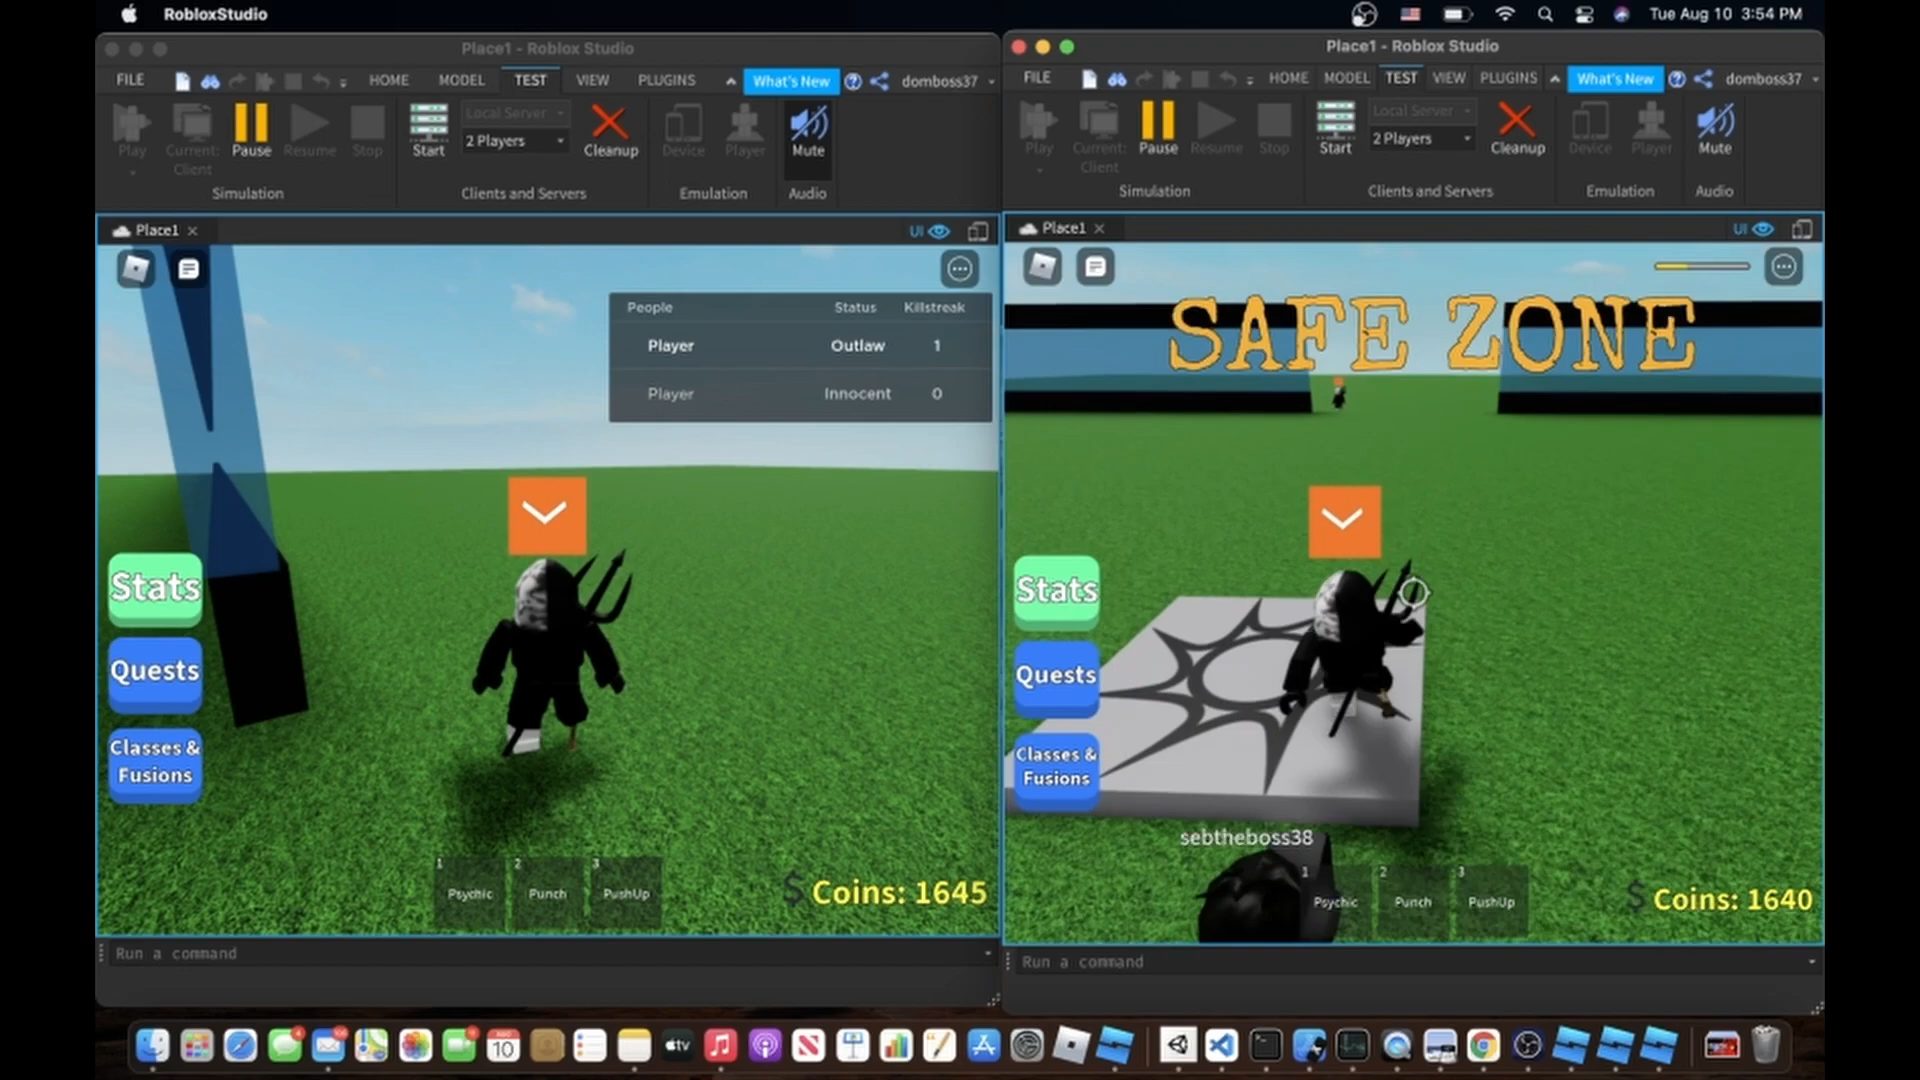 RobloxStudio
Tue Aug 10 3:54 PM
Place1 - Roblox Studio
FILE HOME MODEL TEST VIEW PLUGINS What's New domboss37
Play Current: Client Pause Resume Stop Start Local Server 2 Players Cleanup Device Player Mute
Simulation Clients and Servers Emulation Audio
Place1 UI
People Status Killstreak
Player Outlaw 1
Player Innocent 0
Stats
Quests
Classes &
Fusions
1 Psychic 2 Punch 3 PushUp
Coins: 1645
Run a command
Place1 - Roblox Studio
FILE HOME MODEL TEST VIEW PLUGINS What's New domboss37
Play Current: Client Pause Resume Stop Start Local Server 2 Players Cleanup Device Player Mute
Simulation Clients and Servers Emulation Audio
Place1 UI
SAFE ZONE
Stats
Quests
Classes &
Fusions
sebtheboss38
1 Psychic 2 Punch 3 PushUp
Coins: 1640
Run a command
10
tv